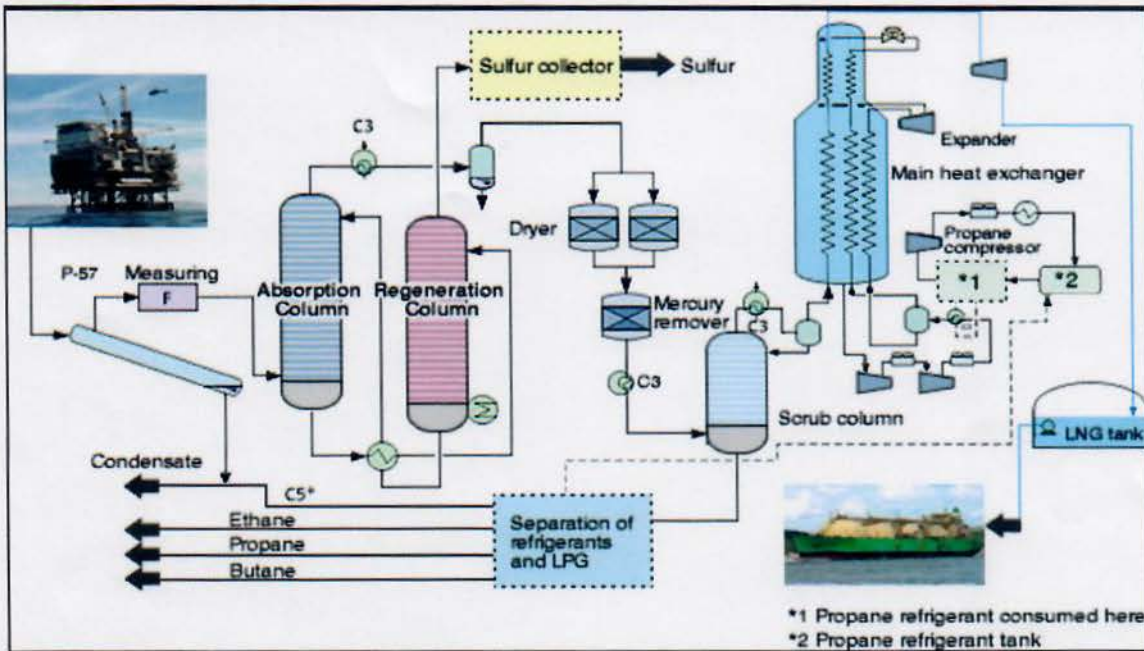 Sulfur collector
Sulfur
C3
Expander
Main heat exchanger
Dryer
Propane
compressor
P-57
Measuring
F
*1
*2
Absorption
Column
Regeneration
Column
Mercury
remover
C3
C3
Scrub column
LNG tank
Condensate
C5*
Ethane
Propane
Butane
Separation of
refrigerants
and LPG
*1 Propane refrigerant consumed here
*2 Propane refrigerant tank